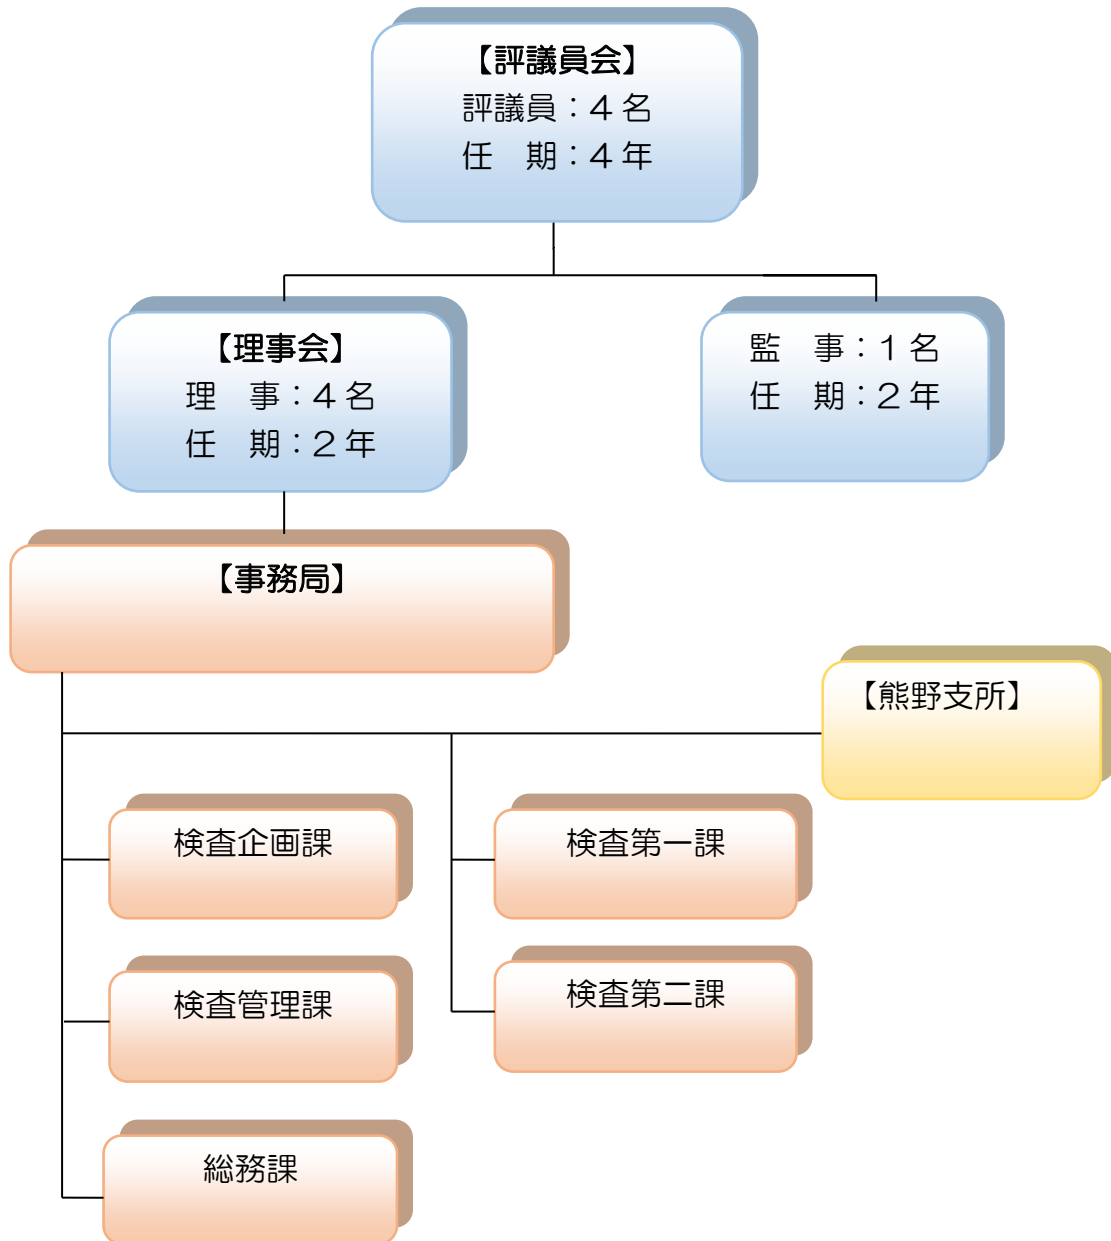 【評議員会】
評議員：４名
任　期：４年
【理事会】
理　事：４名
任　期：２年
監　事：１名
任　期：２年
【事務局】
【熊野支所】
検査企画課
検査第一課
検査管理課
検査第二課
総務課